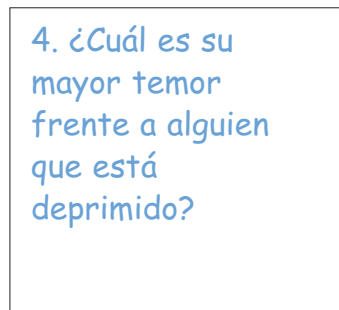 4. ¿Cuál es su
mayor temor
frente a alguien
que está
deprimido?